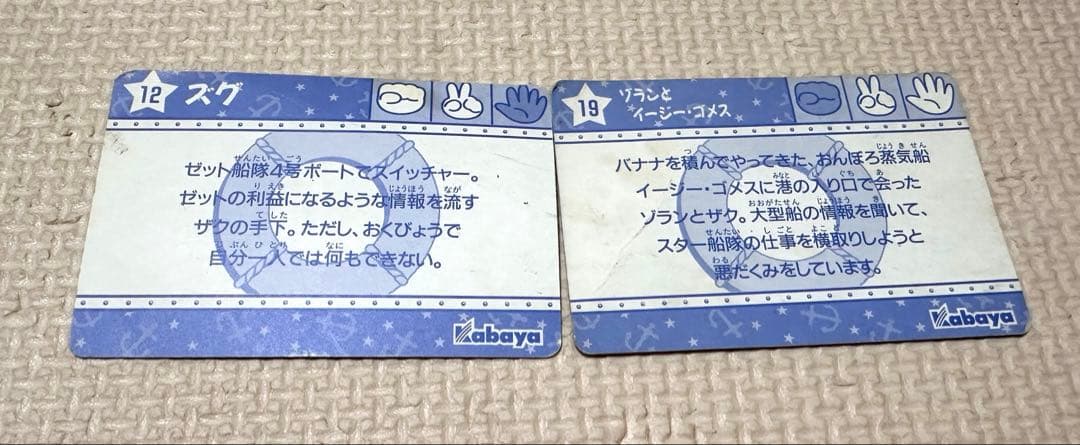 12 ズグ
ゼット船隊4号ボートでスイッチャー。
ゼットの利益になるような情報を流す
ザクの手下。ただし、おくびょうで
自分一人では何もできない。
Kabaya
19 ゾランと
イージー・ゴメス
バナナを積んでやってきた、おんぼろ蒸気船
イージー・ゴメスに港の入り口で会った
ゾランとザク。大型船の情報を聞いて、
スター船隊の仕事を横取りしようと
悪だくみをしています。
Kabaya